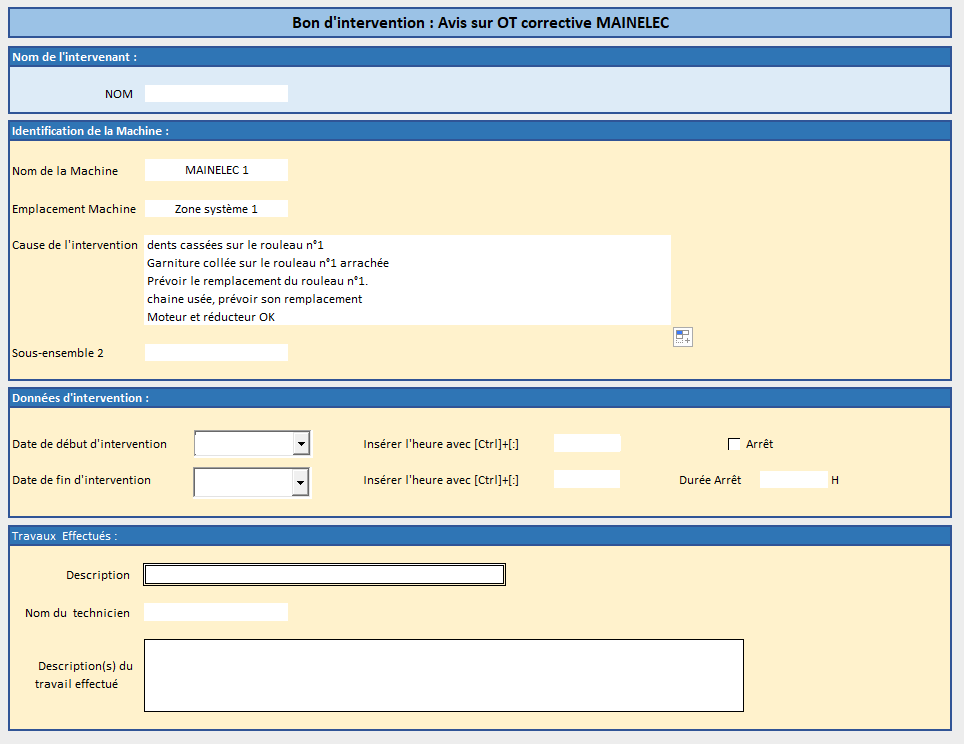 Bon d'intervention : Avis sur OT corrective MAINELEC
Nom de l'intervenant :
NOM
Identification de la Machine :
Nom de la Machine MAINELEC 1
Emplacement Machine Zone système 1
Cause de l'intervention dents cassées sur le rouleau n°1
Garniture collée sur le rouleau n°1 arrachée
Prévoir le remplacement du rouleau n°1.
chaine usée, prévoir son remplacement
Moteur et réducteur OK
Sous-ensemble 2
Données d'intervention :
Date de début d'intervention Insérer l'heure avec [Ctrl]+[:] Arrêt
Date de fin d'intervention Insérer l'heure avec [Ctrl]+[:] Durée Arrêt H
Travaux Effectués :
Description
Nom du technicien
Description(s) du
travail effectué